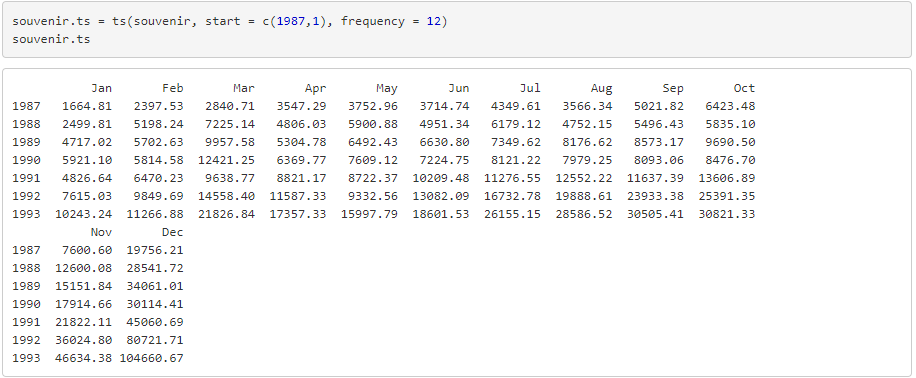 souvenir.ts = ts(souvenir, start = c(1987,1), frequency = 12)
souvenir.ts
Jan Feb Mar Apr May Jun Jul Aug Sep Oct
1987 1664.81 2397.53 2840.71 3547.29 3752.96 3714.74 4349.61 3566.34 5021.82 6423.48
1988 2499.81 5198.24 7225.14 4806.03 5900.88 4951.34 6179.12 4752.15 5496.43 5835.10
1989 4717.02 5702.63 9957.58 5304.78 6492.43 6630.80 7349.62 8176.62 8573.17 9690.50
1990 5921.10 5814.58 12421.25 6369.77 7609.12 7224.75 8121.22 7979.25 8093.06 8476.70
1991 4826.64 6470.23 9638.77 8821.17 8722.37 10209.48 11276.55 12552.22 11637.39 13606.89
1992 7615.03 9849.69 14558.40 11587.33 9332.56 13082.09 16732.78 19888.61 23933.38 25391.35
1993 10243.24 11266.88 21826.84 17357.33 15997.79 18601.53 26155.15 28586.52 30505.41 30821.33
Nov Dec
1987 7600.60 19756.21
1988 12600.08 28541.72
1989 15151.84 34061.01
1990 17914.66 30114.41
1991 21822.11 45060.69
1992 36024.80 80721.71
1993 46634.38 104660.67